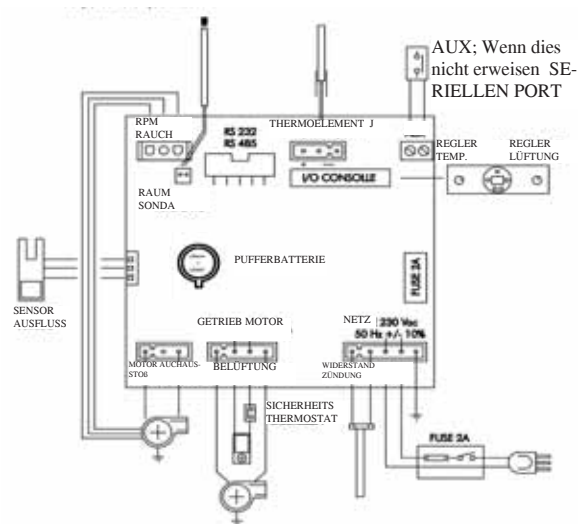 AUX; Wenn dies
nicht erweisen SE-
RIELLEN PORT
RPM
RAUCH
RS 232
RS 485
THERMOELEMENT J
REGLER
TEMP.
REGLER
LÜFTUNG
I/O CONSOLLE
RAUM
SONDA
PUFFERBATTERIE
FUSE 2A
SENSOR
AUSFLUSS
GETRIEB MOTOR
NETZ
230 Vac
50 Hz +/- 10%
MOTOR AUCHAUS-
STOß
BELÜFTUNG
WIDERSTAND
ZÜNDUNG
SICHERHEITS
THERMOSTAT
FUSE 2A